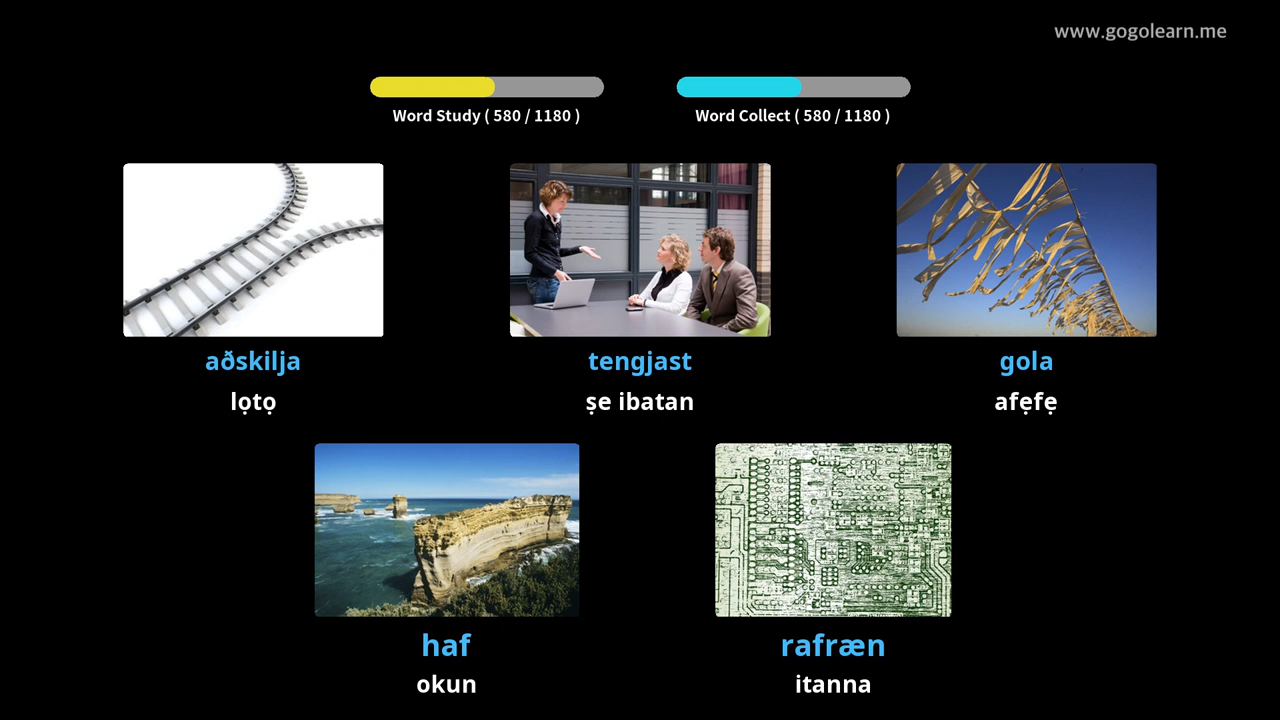 www.gogolearn.me
Word Study ( 580 / 1180 )
Word Collect ( 580 / 1180 )
aðskilja
lọtọ
tengjast
ṣe ibatan
gola
afẹfẹ
haf
okun
rafræn
itanna